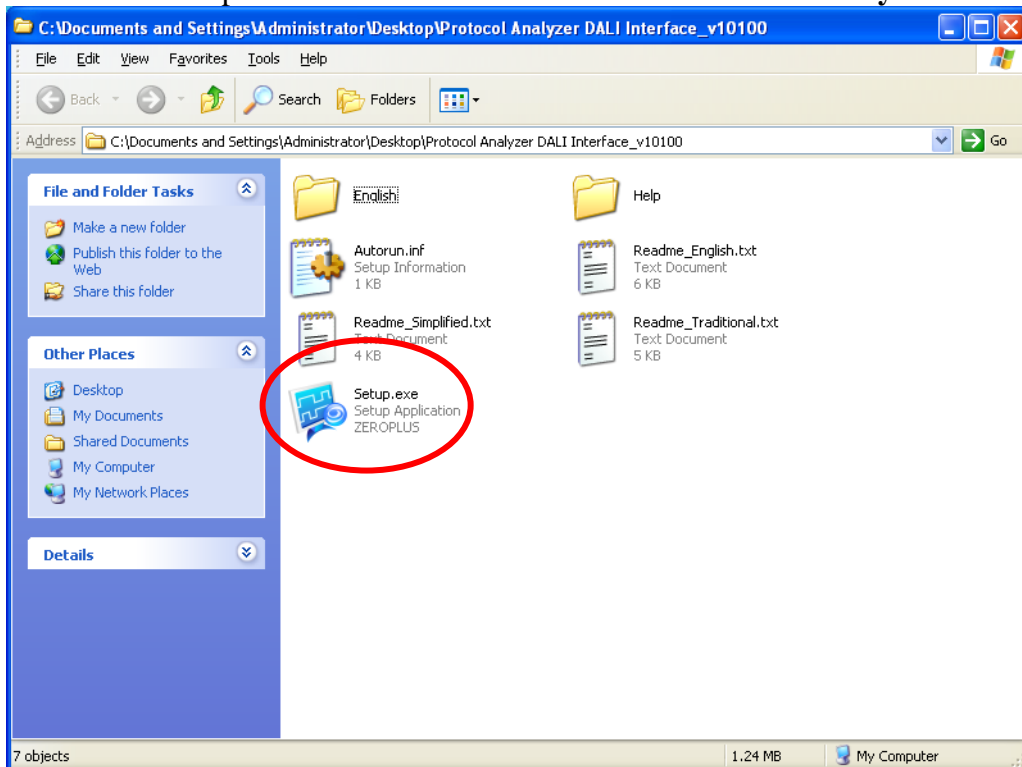 C:\Documents and Settings\Administrator\Desktop\Protocol Analyzer DALI Interface_v10100
File Edit View Favorites Tools Help
Back Search Folders
Address C:\Documents and Settings\Administrator\Desktop\Protocol Analyzer DALI Interface_v10100 Go
File and Folder Tasks
Make a new folder
Publish this folder to the
Web
Share this folder
Other Places
Desktop
My Documents
Shared Documents
My Computer
My Network Places
Details
English
Help
Autorun.inf
Setup Information
1 KB
Readme_English.txt
Text Document
6 KB
Readme_Simplified.txt
Text Document
4 KB
Readme_Traditional.txt
Text Document
5 KB
Setup.exe
Setup Application
ZEROPLUS
7 objects 1.24 MB My Computer